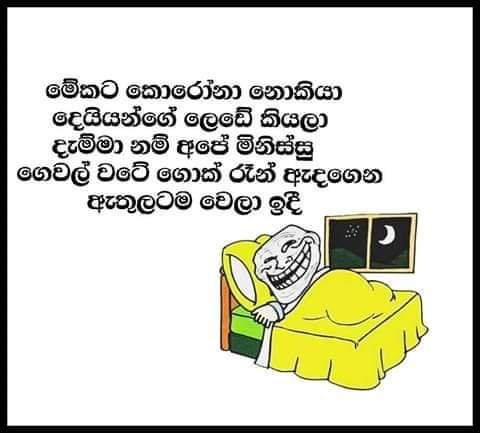 මේකට කොරෝනා නොකියා
දෙයියන්ගේ ලෙඩේ කියලා
දැම්මා නම් අපේ මිනිස්සු
ගෙවල් වටේ ගොක් රෑන් ඇදගෙන
ඇතුලටම වෙලා ඉදී